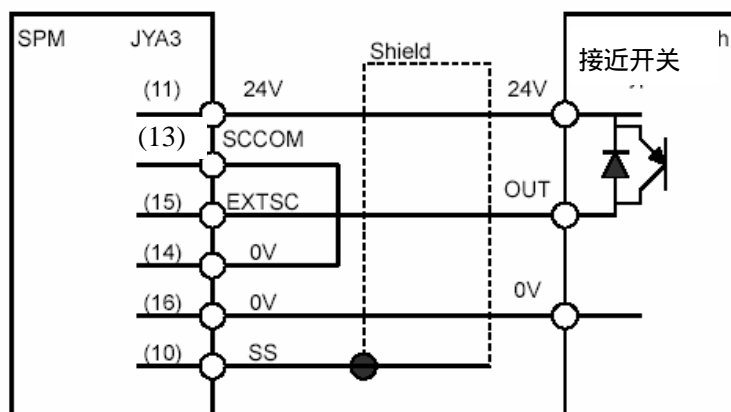 SPM JYA3 Shield 接近开关 h
(11) 24V 24V
(13) SCCOM
(15) EXTSC OUT
(14) 0V
(16) 0V 0V
(10) SS